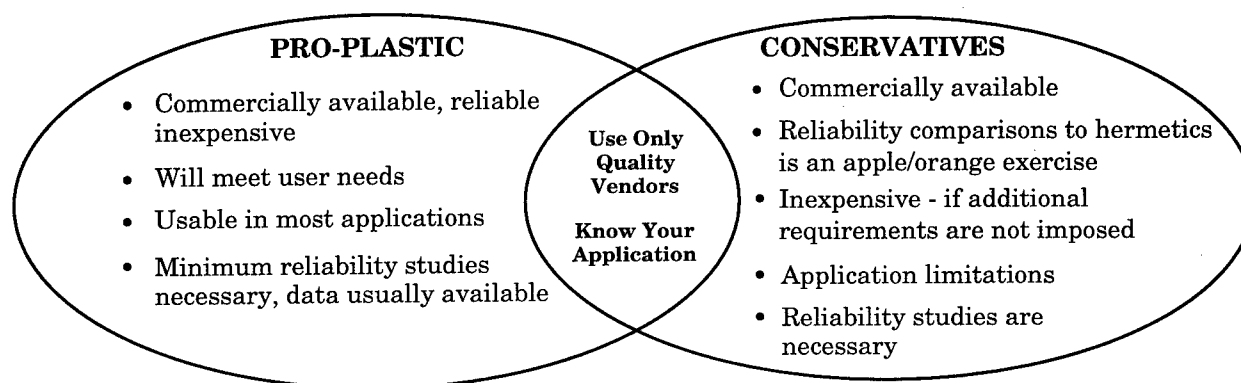 PRO-PLASTIC
• Commercially available, reliable
inexpensive
• Will meet user needs
• Usable in most applications
• Minimum reliability studies
necessary, data usually available
Use Only
Quality
Vendors
Know Your
Application
CONSERVATIVES
• Commercially available
• Reliability comparisons to hermetics
is an apple/orange exercise
• Inexpensive - if additional
requirements are not imposed
• Application limitations
• Reliability studies are
necessary